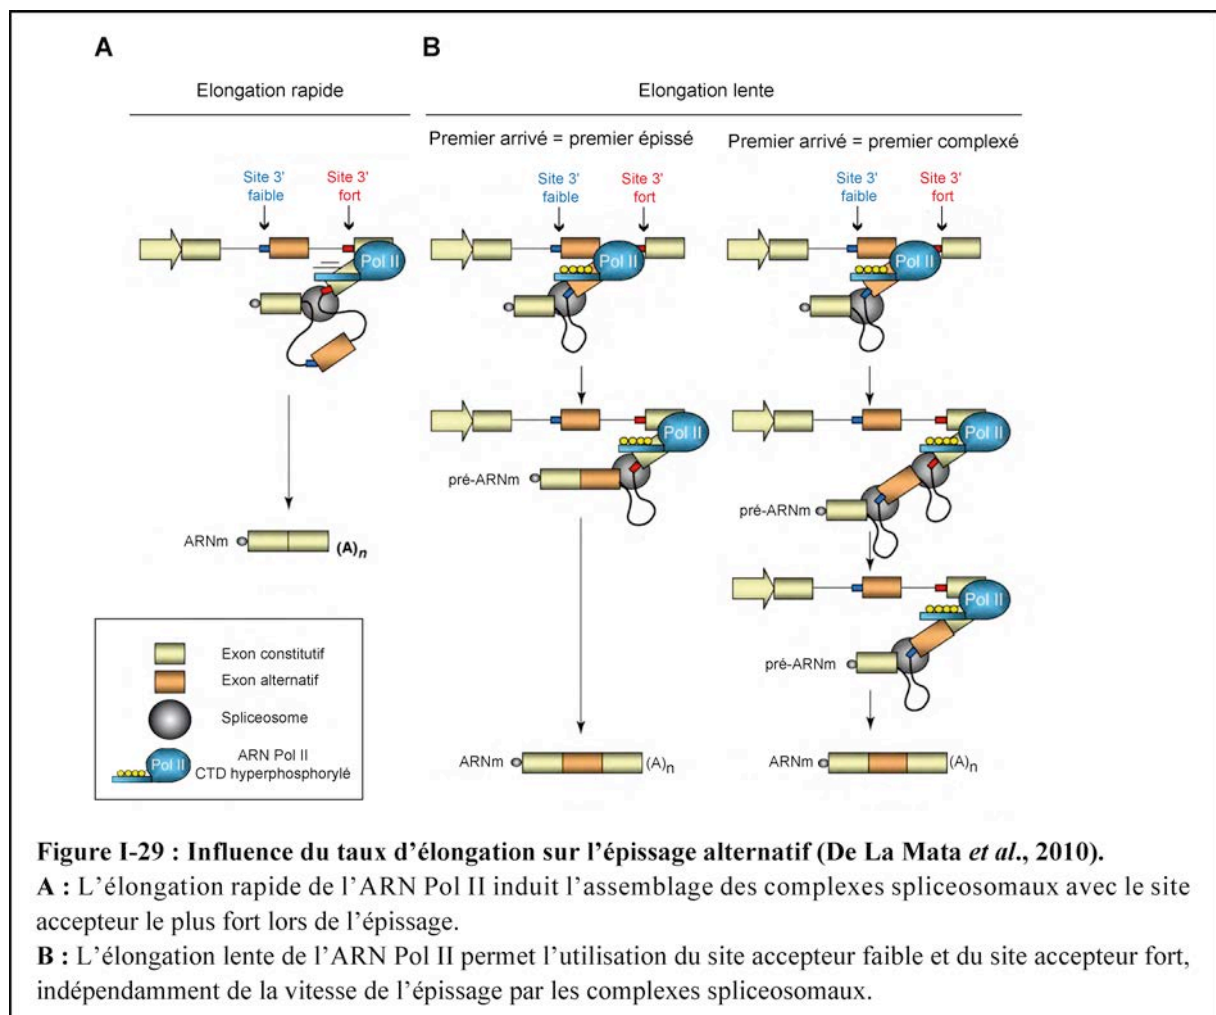 A
B
Elongation rapide
Elongation lente
Premier arrivé = premier épissé
Premier arrivé = premier complexé
Site 3'
faible
Site 3'
fort
Site 3'
faible
Site 3'
fort
Site 3'
faible
Site 3'
fort
Pol II
Pol II
Pol II
Pol II
Pol II
pré-ARNm
pré-ARNm
ARNm
(A)n
Pol II
pré-ARNm
Exon constitutif
Exon alternatif
Spliceosome
Pol II
ARN Pol II
CTD hyperphosphorylé
ARNm
(A)n
ARNm
(A)n
Figure I-29 : Influence du taux d'élongation sur l'épissage alternatif (De La Mata et al., 2010).
A : L'élongation rapide de l'ARN Pol II induit l'assemblage des complexes spliceosomaux avec le site
accepteur le plus fort lors de l'épissage.
B : L'élongation lente de l'ARN Pol II permet l'utilisation du site accepteur faible et du site accepteur fort,
indépendamment de la vitesse de l'épissage par les complexes spliceosomaux.